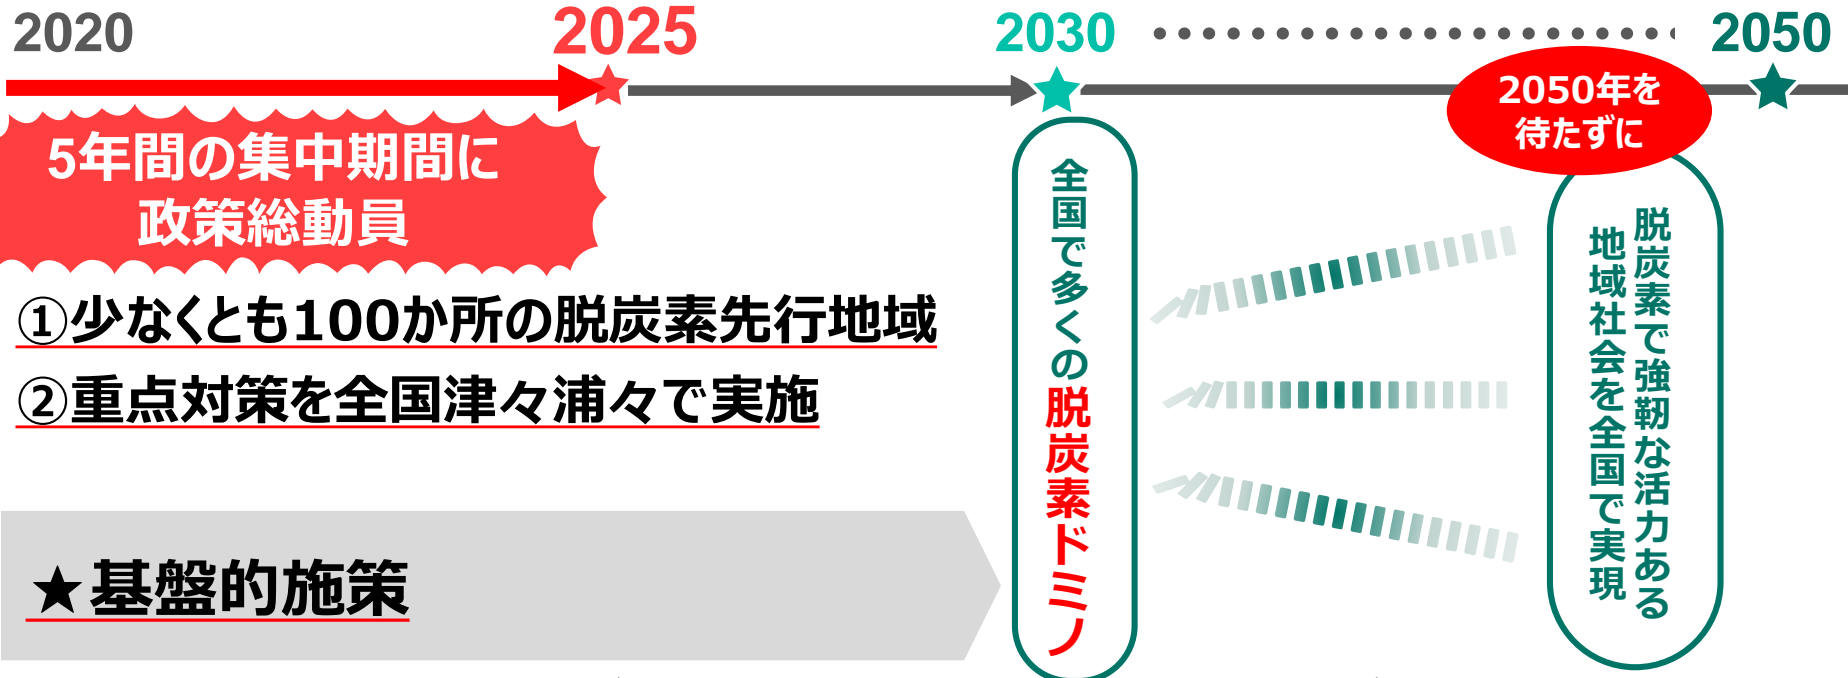 2020
2025
2030
2050
2050年を
待たずに
5年間の集中期間に
政策総動員
①少なくとも100か所の脱炭素先行地域
②重点対策を全国津々浦々で実施
★基盤的施策
全国で多くの脱炭素ドミノ
脱炭素で強靭な活力ある
地域社会を全国で実現